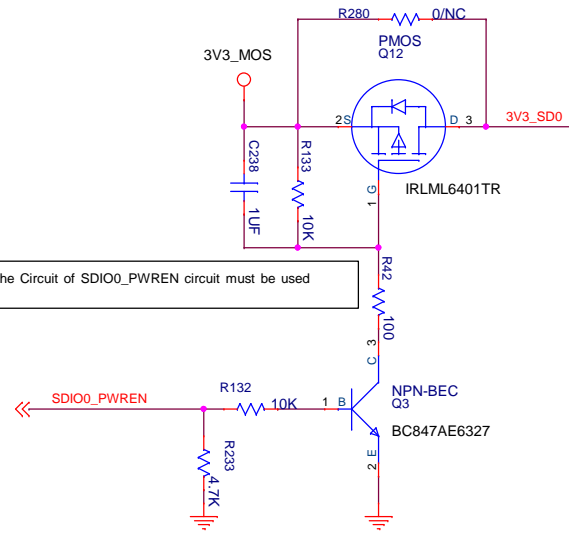 R280 0/NC
PMOS
Q12
3V3_MOS
2 S D 3
3V3_SD0
C238
1UF
R133
10K
G
1
IRLML6401TR
he Circuit of SDIO0_PWREN circuit must be used
R42
100
3
C
SDIO0_PWREN
R132
10K
1 B
NPN-BEC
Q3
BC847AE6327
E
2
R233
4.7K